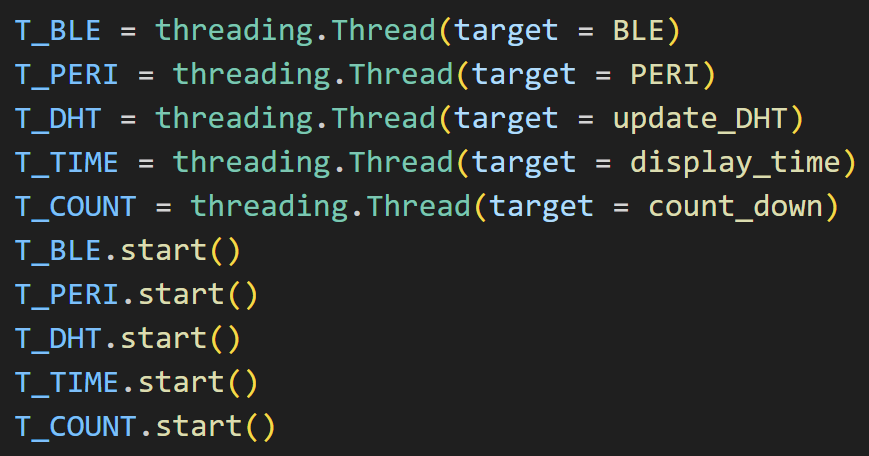 T_BLE = threading.Thread(target = BLE)
T_PERI = threading.Thread(target = PERI)
T_DHT = threading.Thread(target = update_DHT)
T_TIME = threading.Thread(target = display_time)
T_COUNT = threading.Thread(target = count_down)
T_BLE.start()
T_PERI.start()
T_DHT.start()
T_TIME.start()
T_COUNT.start()